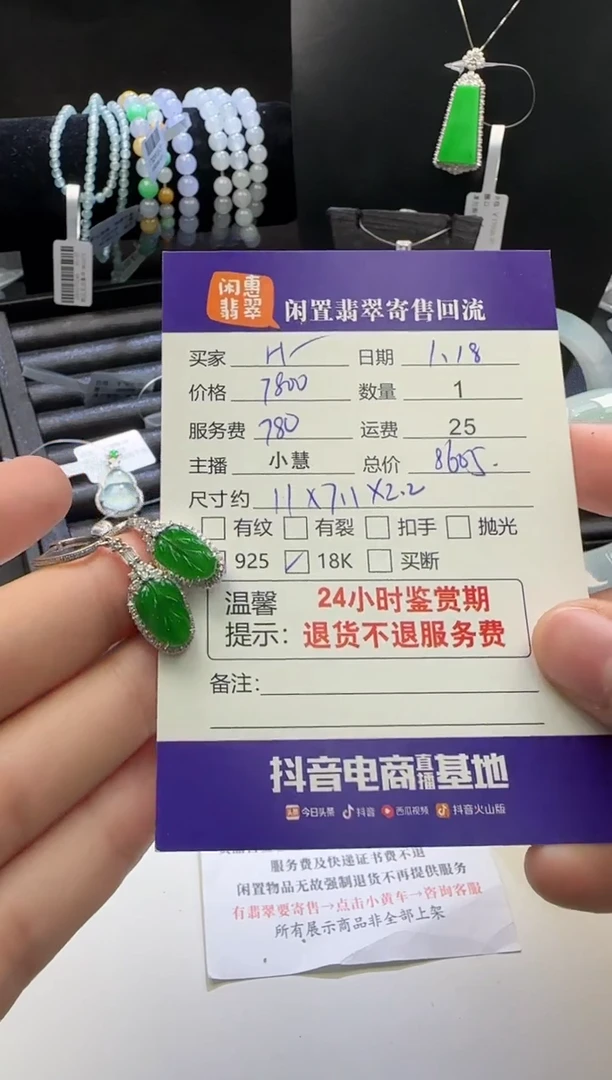 闲惠
翡翠
闲置翡翠寄售回流
买家 H 日期 1.18
价格 7800 数量 1
服务费 780 运费 25
主播 小慧 总价 8605.
尺寸约 11X7.1X2.2
有纹 有裂 扣手 抛光
925 18K 买断
温馨
提示:
24小时鉴赏期
退货不退服务费
备注:
抖音电商直播基地
头条 今日头条 抖音 西瓜视频 抖音火山版
服务费及快递证书费不退
闲置物品无故强制退货不再提供服务
有翡翠要寄售→点击小黄车→咨询客服
所有展示商品非全部上架